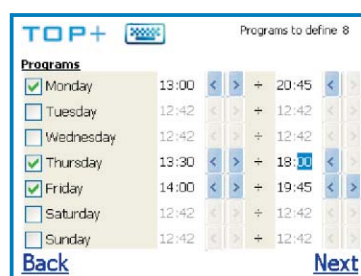 TOP+ Programs to define 8
Programs
Monday 13:00 < > ÷ 20:45 < >
Tuesday 12:42 < > ÷ 12:42 < >
Wednesday 12:42 < > ÷ 12:42 < >
Thursday 13:30 < > ÷ 18:00 < >
Friday 14:00 < > ÷ 19:45 < >
Saturday 12:42 < > ÷ 12:42 < >
Sunday 12:42 < > ÷ 12:42 < >
Back Next